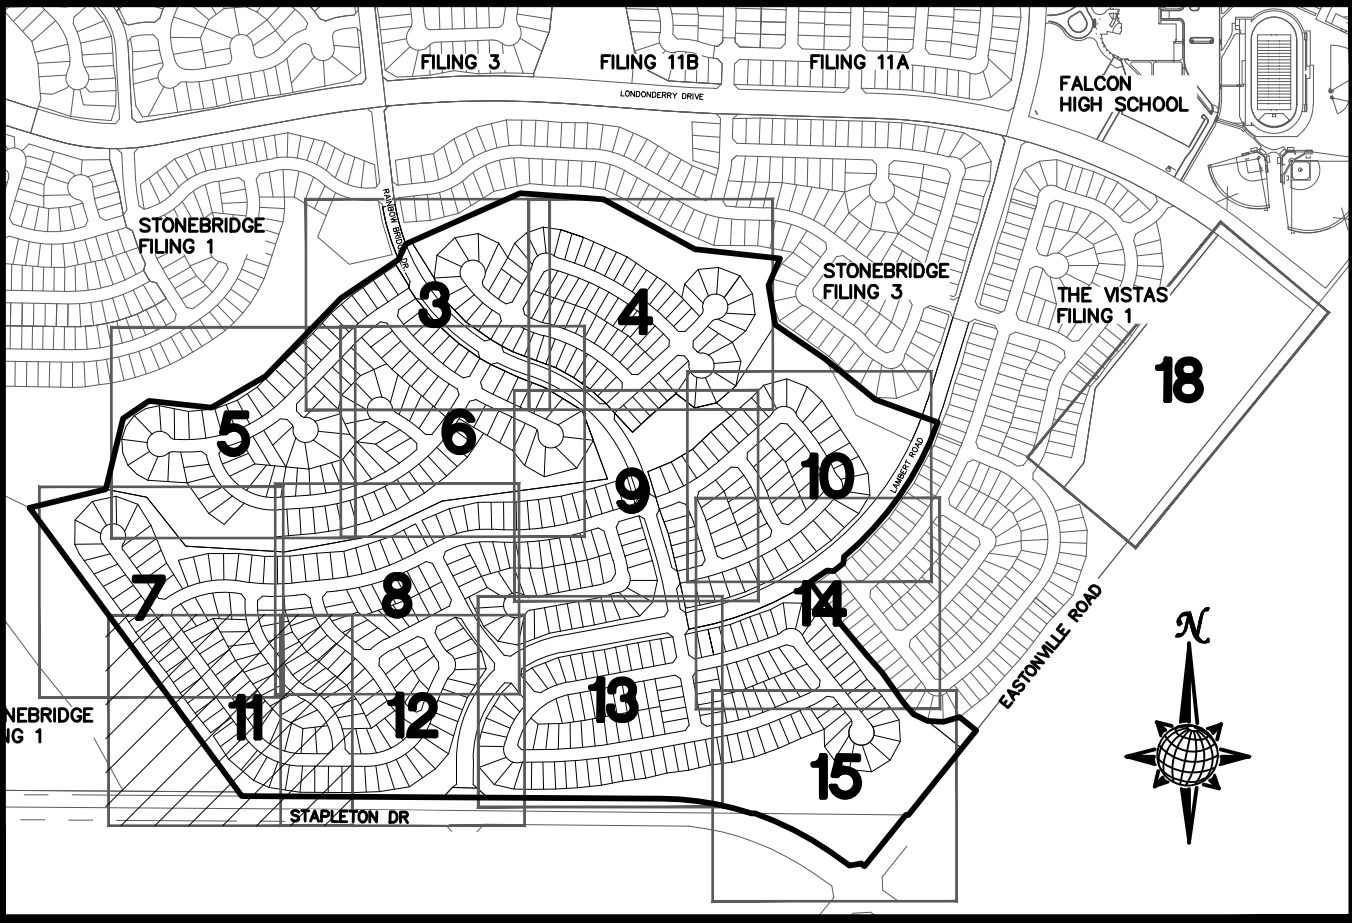 FILING 3
FILING 11B
FILING 11A
LONDONDERRY DRIVE
FALCON
HIGH SCHOOL
RAINBOW BRIDGE DR.
STONEBRIDGE
FILING 1
STONEBRIDGE
FILING 3
THE VISTAS
FILING 1
3
4
18
5
6
9
10
LAMBERT ROAD
7
8
14
EASTONVILLE ROAD
N
NEBRIDGE
NG 1
11
12
13
15
STAPLETON DR